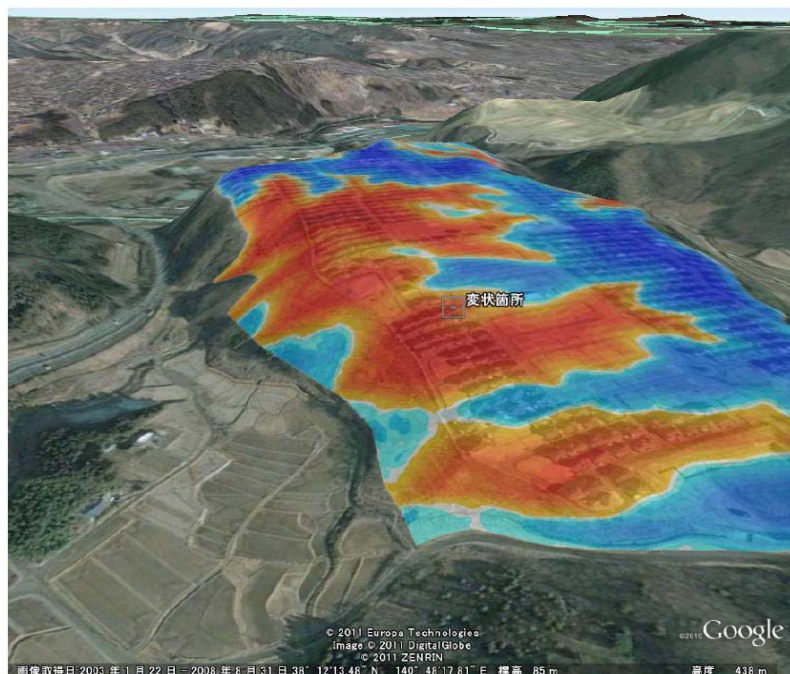 変状箇所
© 2011 Europa Technologies
Image © 2011 DigitalGlobe
© 2011 ZENRIN
©2010 Google
画像取得日:2003 年 1月 22 日 - 2008 年 8月 31 日 38° 12'13.48" N 140° 48'17.81" E 標高 85 m 高度 438 m